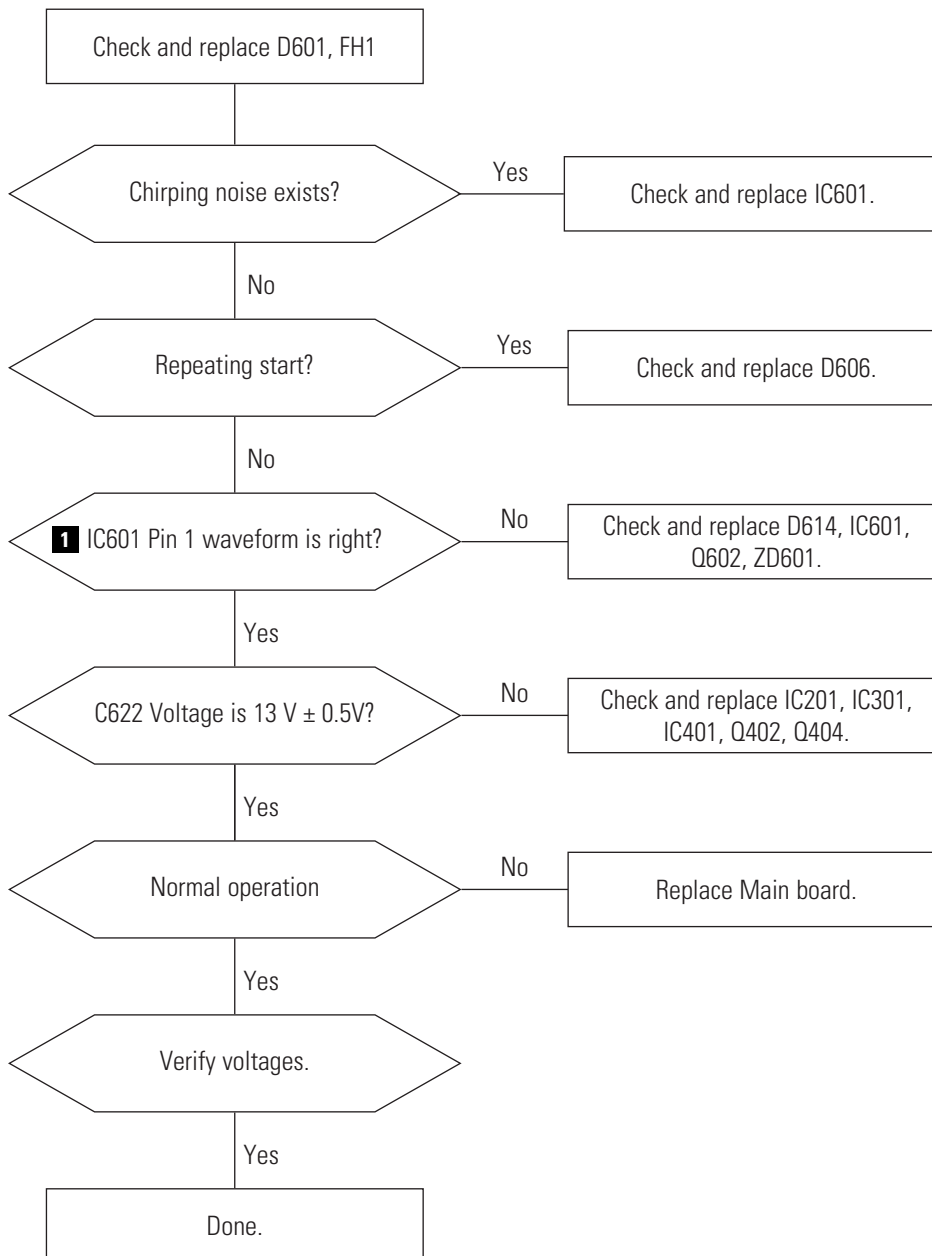 Check and replace D601, FH1
Chirping noise exists?
Yes
Check and replace IC601.
No
Repeating start?
Yes
Check and replace D606.
No
1 IC601 Pin 1 waveform is right?
No
Check and replace D614, IC601,
Q602, ZD601.
Yes
C622 Voltage is 13 V ± 0.5V?
No
Check and replace IC201, IC301,
IC401, Q402, Q404.
Yes
Normal operation
No
Replace Main board.
Yes
Verify voltages.
Yes
Done.